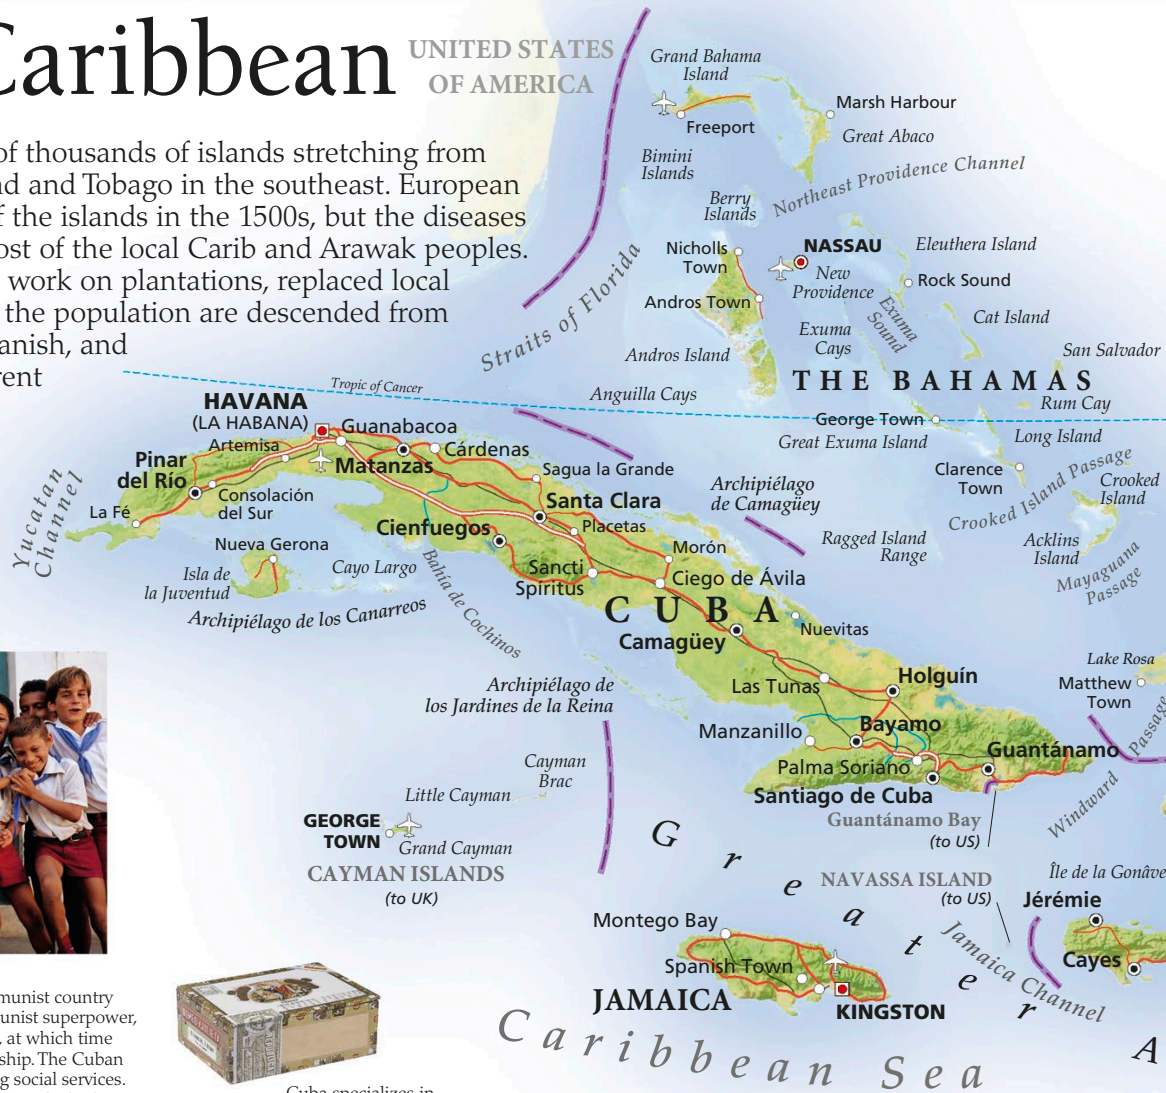 Caribbean
UNITED STATES
OF AMERICA
of thousands of islands stretching from
and Tobago in the southeast. European
of the islands in the 1500s, but the diseases
most of the local Carib and Arawak peoples.
work on plantations, replaced local
the population are descended from
and
Grand Bahama
Island
Freeport
Marsh Harbour
Great Abaco
Bimini
Islands
Northeast Providence Channel
Berry
Islands
Nicholls
Town
NASSAU
New
Providence
Eleuthera Island
Rock Sound
Andros Town
Exuma
Sound
Cat Island
Exuma
Cays
Straits of Florida
Andros Island
San Salvador
THE BAHAMAS
Tropic of Cancer
Anguilla Cays
Rum Cay
George Town
Great Exuma Island
Long Island
Clarence
Town
Crooked Island Passage
Crooked
Island
Acklins
Island
Mayaguana
Passage
Ragged Island
Range
HAVANA
(LA HABANA)
Guanabacoa
Artemisa
Matanzas
Cárdenas
Pinar
del Río
Consolación
del Sur
La Fé
Yucatan
Channel
Sagua la Grande
Santa Clara
Placetas
Cienfuegos
Archipiélago
de Camagüey
Nueva Gerona
Isla de
la Juventud
Cayo Largo
Archipiélago de los Canarreos
Bahía de Cochinos
Sancti
Spiritus
Morón
Ciego de Ávila
CUBA
Camagüey
Nuevitas
Archipiélago de
los Jardines de la Reina
Las Tunas
Holguín
Lake Rosa
Matthew
Town
Manzanillo
Bayamo
Palma Soriano
Guantánamo
Santiago de Cuba
Guantánamo Bay
(to US)
Windward
Passage
Cayman
Brac
Little Cayman
GEORGE
TOWN
Grand Cayman
CAYMAN ISLANDS
(to UK)
Greater
A
NAVASSA ISLAND
(to US)
Île de la Gonâve
Jérémie
Cayes
Jamaica Channel
Montego Bay
Spanish Town
JAMAICA
KINGSTON
Caribbean Sea
country
superpower,
, at which time
The Cuban
social services.
Cuba specializes in